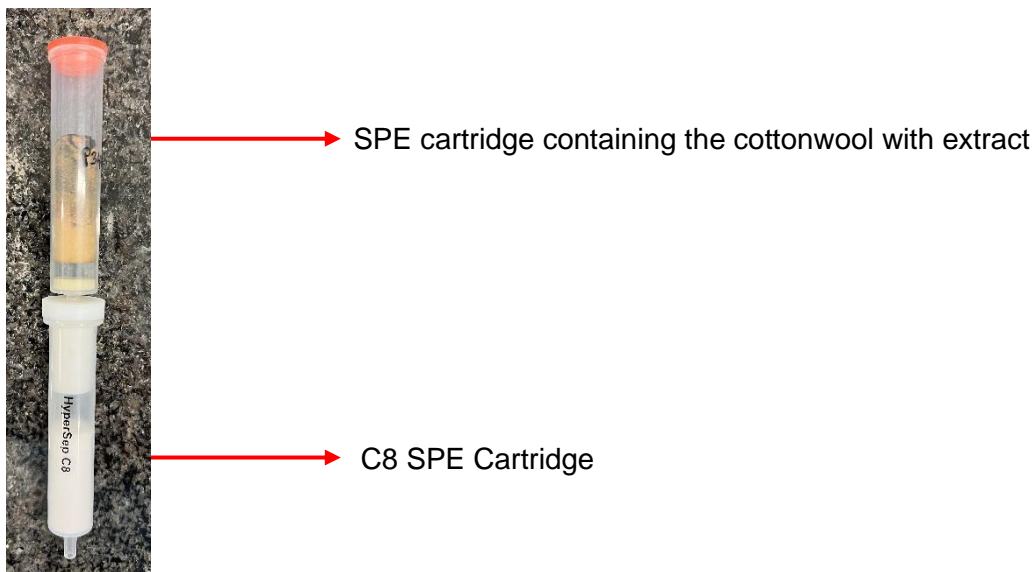 SPE cartridge containing the cottonwool with extract
HyperSep C8
C8 SPE Cartridge